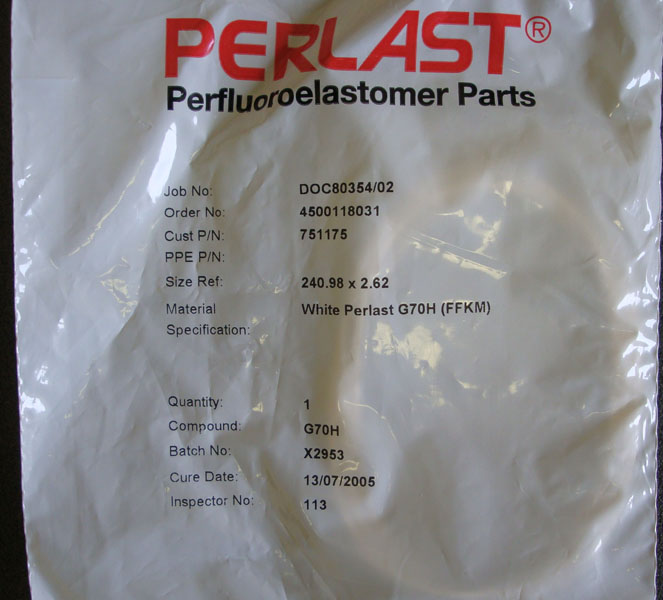 PERLAST®
Perfluoroelastomer Parts
Job No: DOC80354/02
Order No: 4500118031
Cust P/N: 751175
PPE P/N:
Size Ref: 240.98 x 2.62
Material White Perlast G70H (FFKM)
Specification:
Quantity: 1
Compound: G70H
Batch No: X2953
Cure Date: 13/07/2005
Inspector No: 113